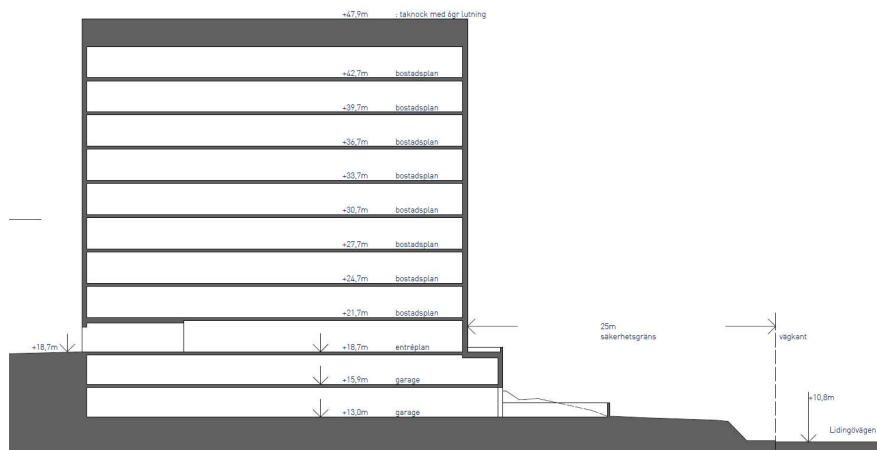 +47,9m : taknock med 6gr lutning
+42,7m bostadsplan
+39,7m bostadsplan
+36,7m bostadsplan
+33,7m bostadsplan
+30,7m bostadsplan
+27,7m bostadsplan
+24,7m bostadsplan
+21,7m bostadsplan
25m
säkerhetsgräns
vägkant
+18,7m
+18,7m entréplan
+15,9m garage
+13,0m garage
+10,8m
Lidingövägen